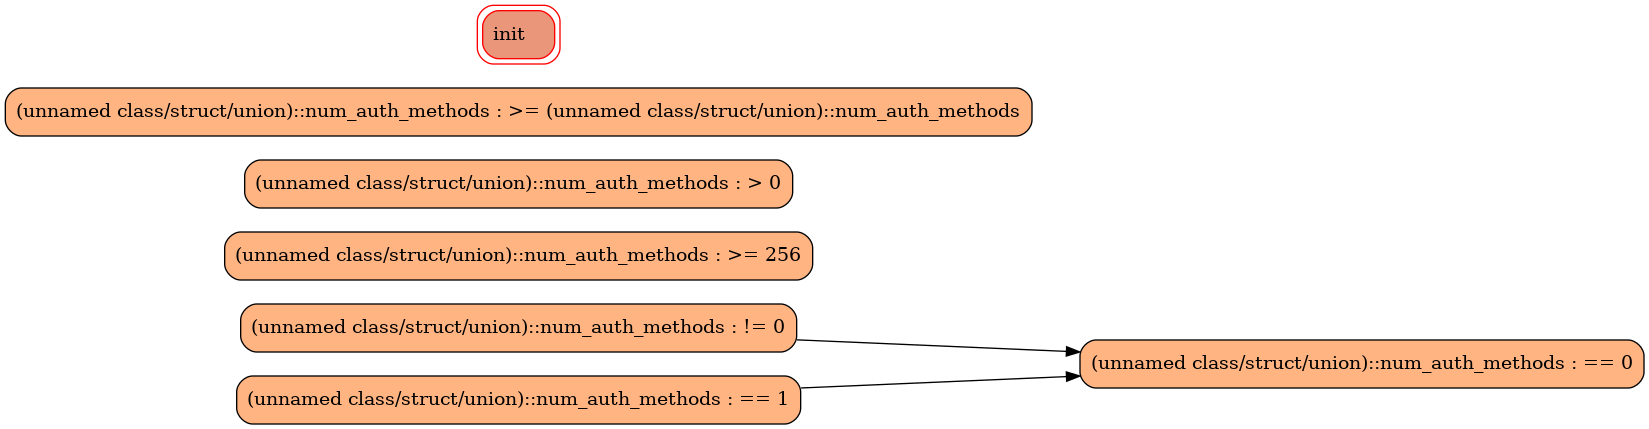 init
(unnamed class/struct/union)::num_auth_methods : >= (unnamed class/struct/union)::num_auth_methods
(unnamed class/struct/union)::num_auth_methods : > 0
(unnamed class/struct/union)::num_auth_methods : >= 256
(unnamed class/struct/union)::num_auth_methods : != 0
(unnamed class/struct/union)::num_auth_methods : == 0
(unnamed class/struct/union)::num_auth_methods : == 1